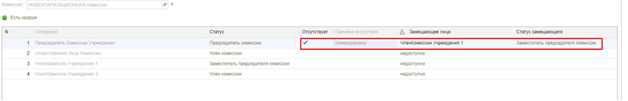 Комиссия: ИНВЕНТАРИЗАЦИОННАЯ комиссия
Есть кворум
N Сотрудник Статус Отсутствует Причина отсутствия Замещающее лицо Статус замещающего
1 Председатель Комиссии Учреждения Председатель комиссии Командировка ЧленКомиссии Учреждения 1 Заместитель председателя комиссии
2 Ответственное Лицо Комиссии Член комиссии недоступно
3 ЧленКомиссии Учреждения 1 Заместитель председателя комиссии недоступно
4 ЧленКомиссии Учреждения 2 Член комиссии недоступно